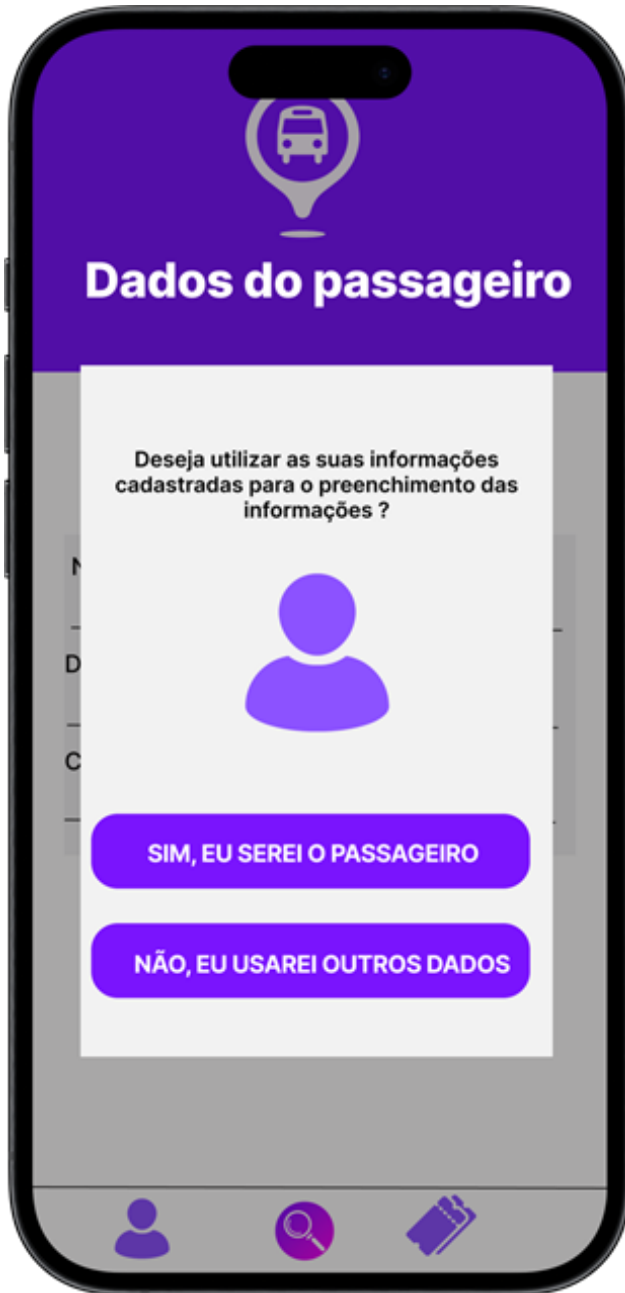 Dados do passageiro
Deseja utilizar as suas informações
cadastradas para o preenchimento das
informações ?
D
C
SIM, EU SEREI O PASSAGEIRO
NÃO, EU USAREI OUTROS DADOS